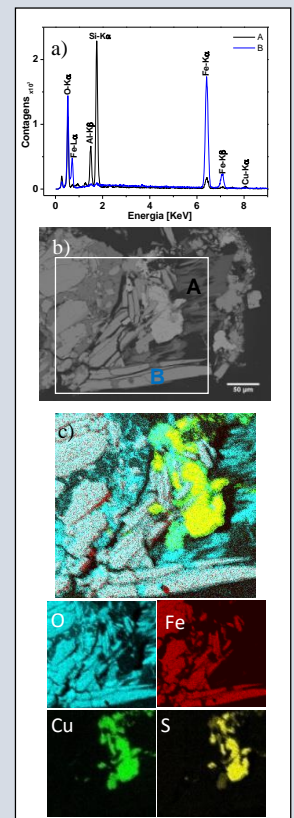 a)
A
B
Contagens x10³
2
1
0
O-Kα
Fe-Lα
Al-Kβ
Si-Kα
Fe-Kα
Fe-Kβ
Cu-Kα
0 2 4 6 8
Energia [KeV]
b)
A
B
50 µm
c)
O
Fe
Cu
S